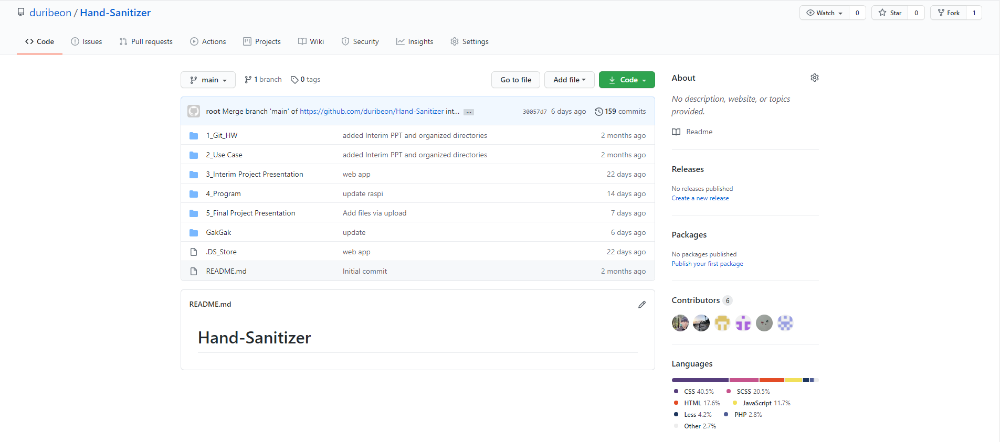 duribeon / Hand-Sanitizer
Watch 0 Star 0 Fork 1
Code Issues Pull requests Actions Projects Wiki Security Insights Settings
main 1 branch 0 tags Go to file Add file Code
root Merge branch 'main' of https://github.com/duribeon/Hand-Sanitizer int... ... 30057d7 6 days ago 159 commits
1_Git_HW added Interim PPT and organized directories 2 months ago
2_Use Case added Interim PPT and organized directories 2 months ago
3_Interim Project Presentation web app 22 days ago
4_Program update raspi 14 days ago
5_Final Project Presentation Add files via upload 7 days ago
GakGak update 6 days ago
.DS_Store web app 22 days ago
README.md Initial commit 2 months ago
README.md
Hand-Sanitizer
About
No description, website, or topics
provided.
Readme
Releases
No releases published
Create a new release
Packages
No packages published
Publish your first package
Contributors 6
Languages
CSS 40.5% SCSS 20.5%
HTML 17.6% JavaScript 11.7%
Less 4.2% PHP 2.8%
Other 2.7%